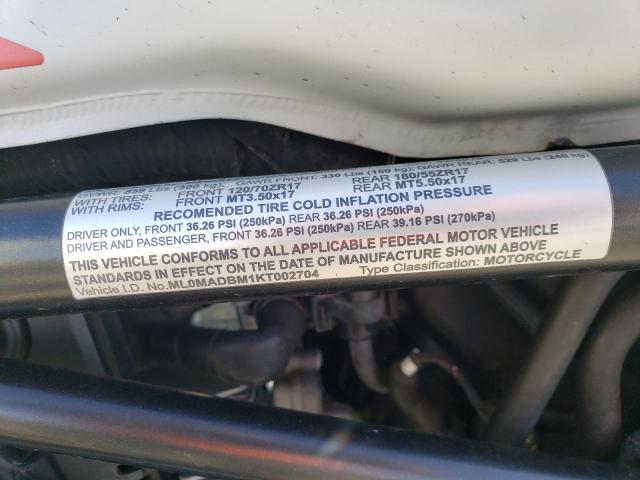 GVWR: 859 Lbs (390 kg); GAWR FRONT: 330 Lbs (150 kg); GAWR REAR: 529 Lbs (240 kg)
WITH TIRES: FRONT 120/70ZR17 REAR 180/55ZR17
WITH RIMS: FRONT MT3.50x17 REAR MT5.50x17
RECOMENDED TIRE COLD INFLATION PRESSURE
DRIVER ONLY, FRONT 36.26 PSI (250kPa) REAR 36.26 PSI (250kPa)
DRIVER AND PASSENGER, FRONT 36.26 PSI (250kPa) REAR 39.16 PSI (270kPa)
THIS VEHICLE CONFORMS TO ALL APPLICABLE FEDERAL MOTOR VEHICLE
STANDARDS IN EFFECT ON THE DATE OF MANUFACTURE SHOWN ABOVE
Vehicle I.D. No.ML0MADBM1KT002704 Type Classification: MOTORCYCLE